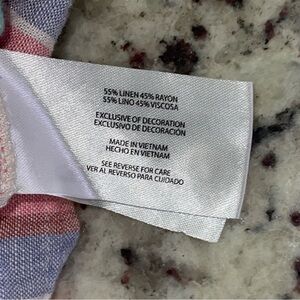 55% LINEN 45% RAYON
55% LINO 45% VISCOSA
EXCLUSIVE OF DECORATION
EXCLUSIVO DE DECORACIÓN
MADE IN VIETNAM
HECHO EN VIETNAM
SEE REVERSE FOR CARE
VER AL REVERSO PARA CUIDADO